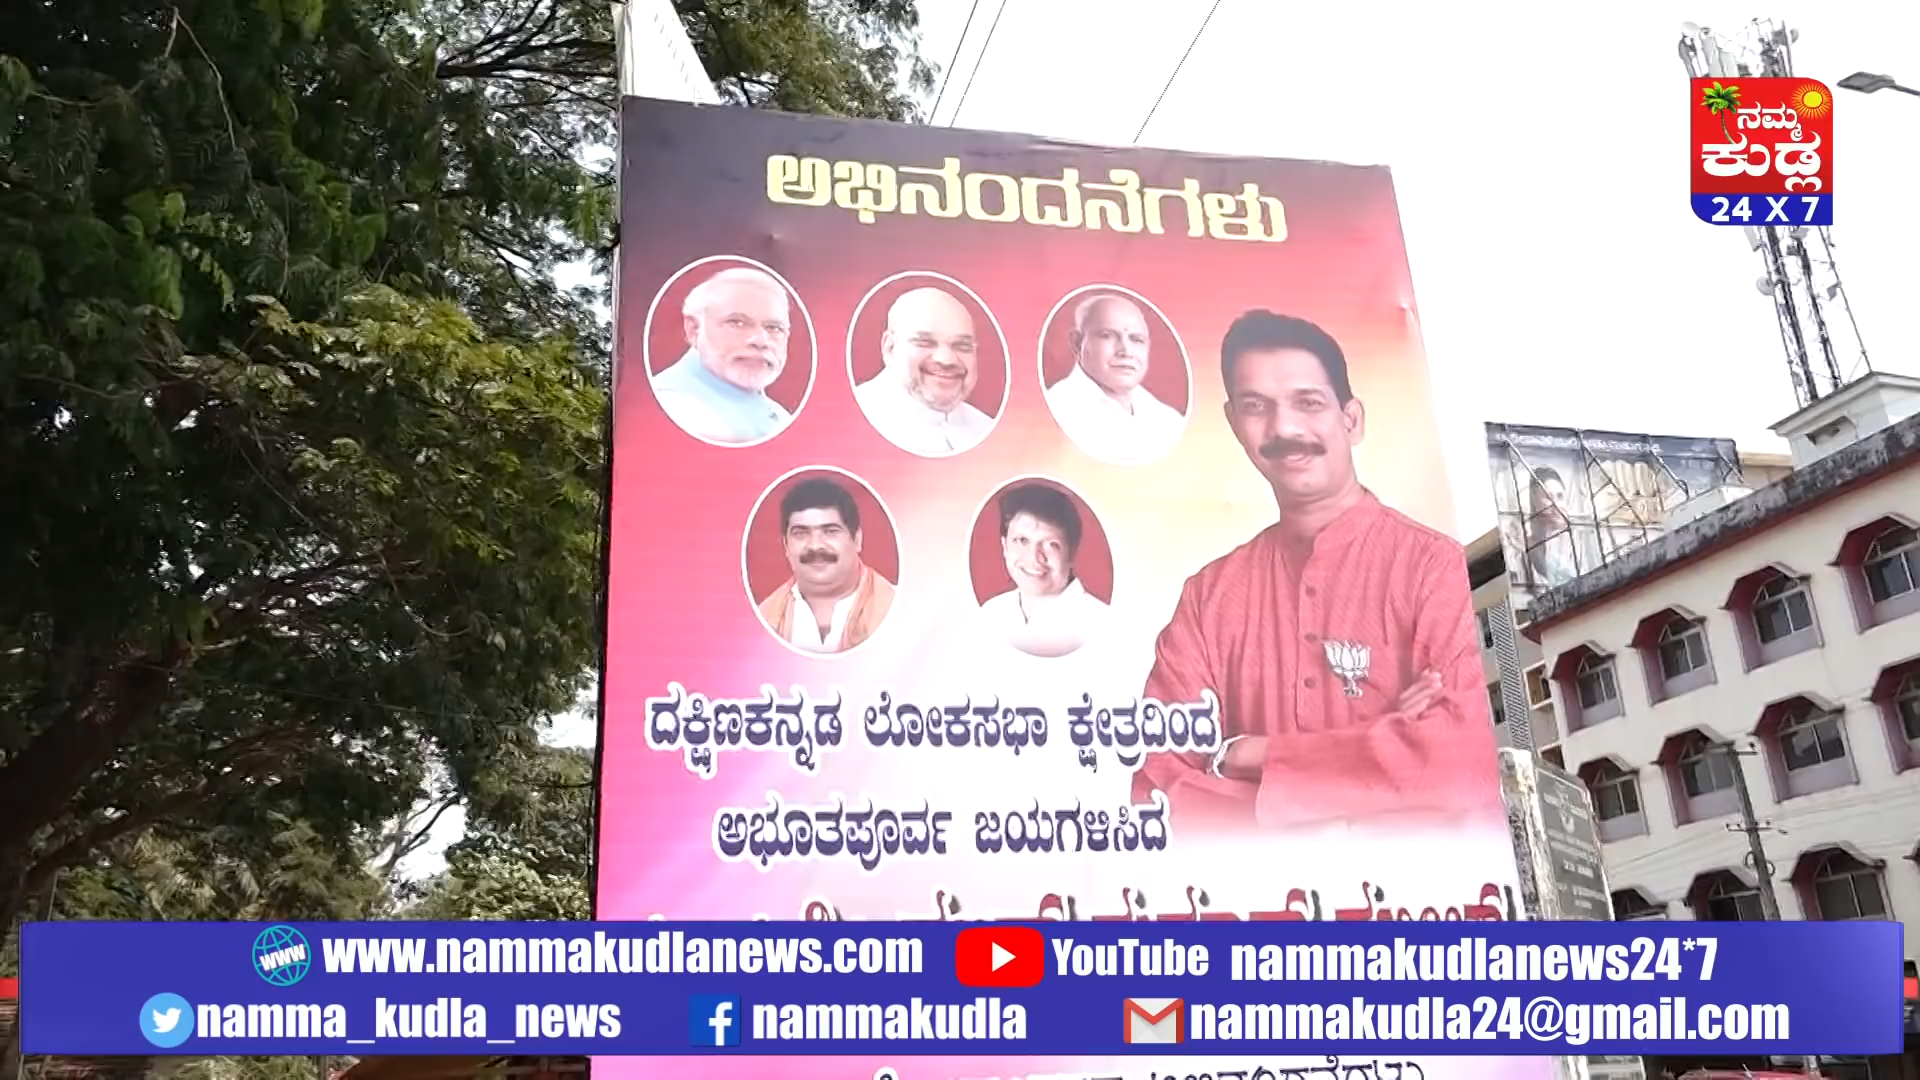 ನಮ್ಮ
ಕುಡ್ಲ
24 X 7
ಅಭಿನಂದನೆಗಳು
ದಕ್ಷಿಣಕನ್ನಡ ಲೋಕಸಭಾ ಕ್ಷೇತ್ರದಿಂದ
ಅಭೂತಪೂರ್ವ ಜಯಗಳಿಸಿದ
www.nammakudlanews.com YouTube nammakudlanews24*7
namma_kudla_news nammakudla nammakudla24@gmail.com